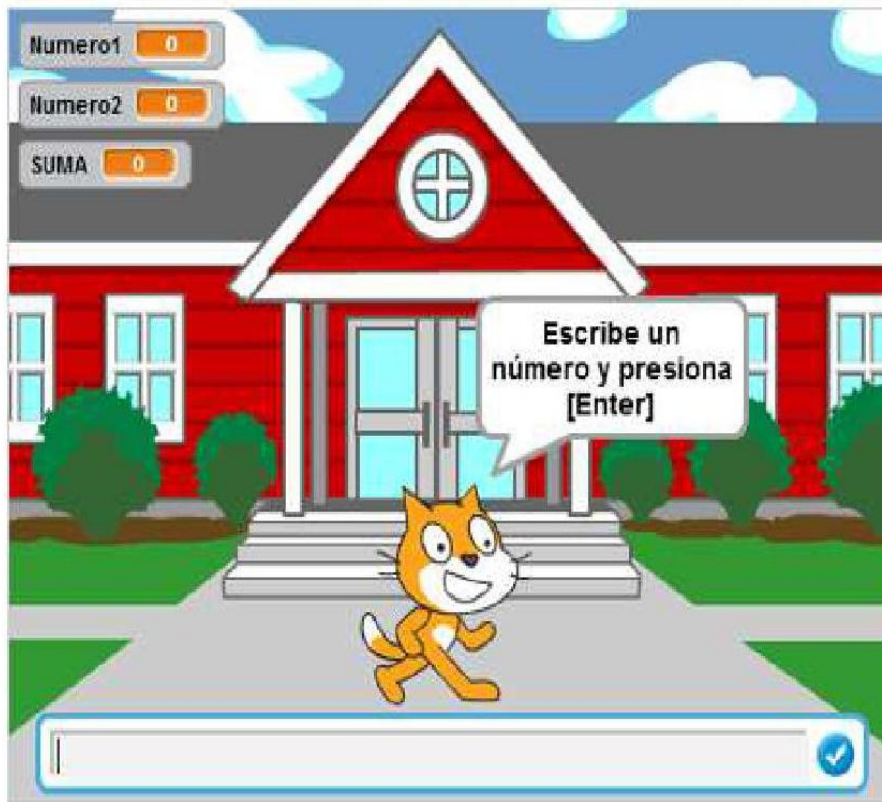 Numero1 0
Numero2 0
SUMA 0
Escribe un
número y presiona
[Enter]